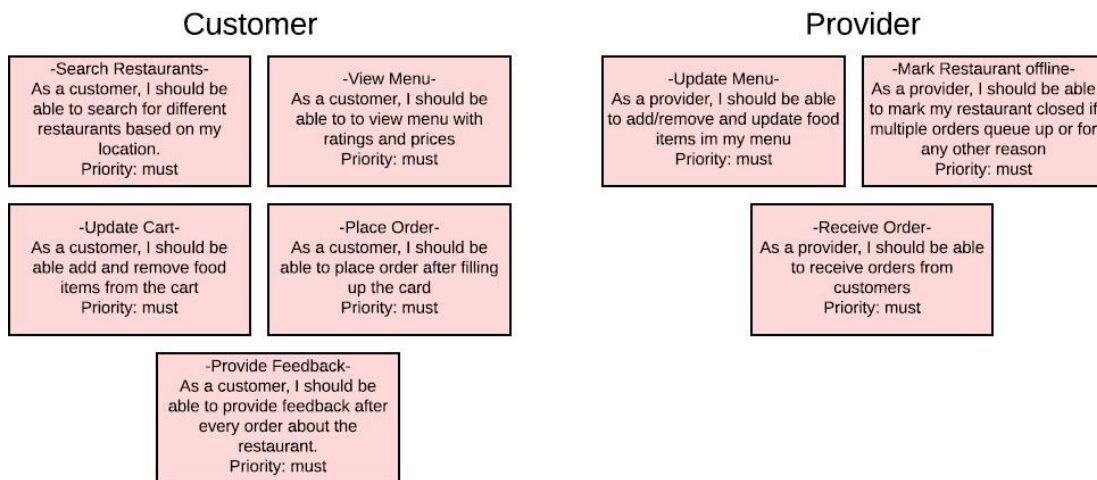 Customer
-Search Restaurants-
As a customer, I should be
able to search for different
restaurants based on my
location.
Priority: must
-View Menu-
As a customer, I should be
able to to view menu with
ratings and prices
Priority: must
-Update Cart-
As a customer, I should be
able add and remove food
items from the cart
Priority: must
-Place Order-
As a customer, I should be
able to place order after filling
up the card
Priority: must
-Provide Feedback-
As a customer, I should be
able to provide feedback after
every order about the
restaurant.
Priority: must
Provider
-Update Menu-
As a provider, I should be able
to add/remove and update food
items im my menu
Priority: must
-Mark Restaurant offline-
As a provider, I should be able
to mark my restaurant closed if
multiple orders queue up or for
any other reason
Priority: must
-Receive Order-
As a provider, I should be able
to receive orders from
customers
Priority: must